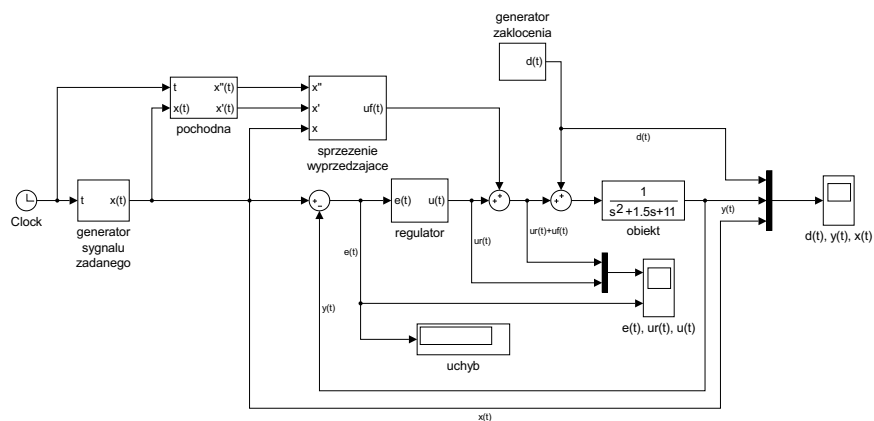 generator
zaklocenia
d(t)
t
x''(t)
x(t)
x'(t)
pochodna
x''
x'
x
uf(t)
sprzezenie
wyprzedzajace
d(t)
Clock
t
x(t)
generator
sygnalu
zadanego
+
−
e(t)
u(t)
regulator
+
+
+
+
1
s²+1.5s+11
obiekt
y(t)
d(t), y(t), x(t)
e(t)
ur(t)
ur(t)+uf(t)
y(t)
e(t), ur(t), u(t)
uchyb
x(t)